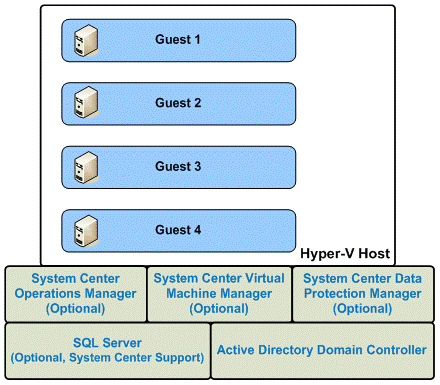 Guest 1
Guest 2
Guest 3
Guest 4
Hyper-V Host
System Center
Operations Manager
(Optional)
System Center Virtual
Machine Manager
(Optional)
System Center Data
Protection Manager
(Optional)
SQL Server
(Optional, System Center Support)
Active Directory Domain Controller